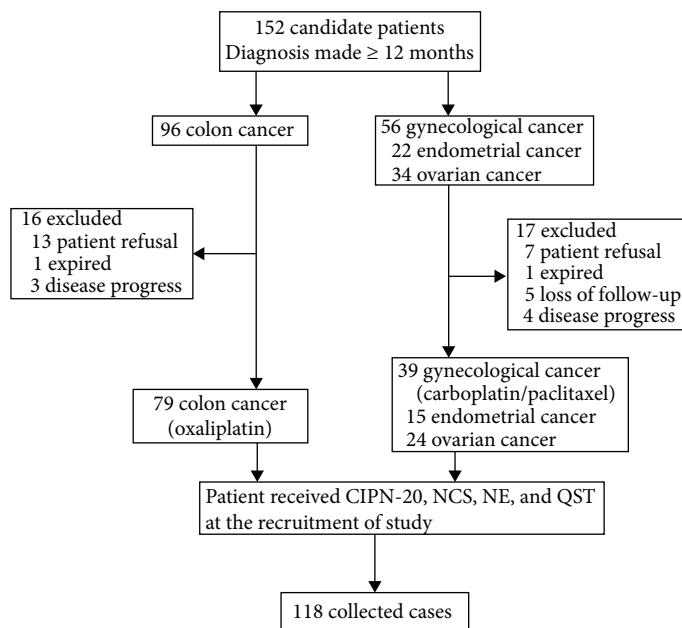 152 candidate patients
Diagnosis made ≥ 12 months
96 colon cancer
56 gynecological cancer
22 endometrial cancer
34 ovarian cancer
16 excluded
13 patient refusal
1 expired
3 disease progress
17 excluded
7 patient refusal
1 expired
5 loss of follow-up
4 disease progress
79 colon cancer
(oxaliplatin)
39 gynecological cancer
(carboplatin/paclitaxel)
15 endometrial cancer
24 ovarian cancer
Patient received CIPN-20, NCS, NE, and QST
at the recruitment of study
118 collected cases